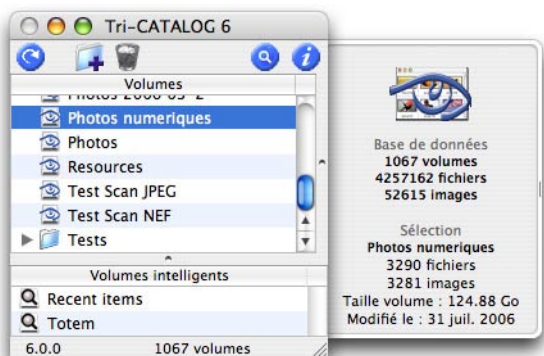 Tri-CATALOG 6
Volumes
Photos numeriques
Photos
Resources
Test Scan JPEG
Test Scan NEF
Tests
Volumes intelligents
Recent items
Totem
6.0.0 1067 volumes
Base de données
1067 volumes
4257162 fichiers
52615 images
Sélection
Photos numeriques
3290 fichiers
3281 images
Taille volume : 124.88 Go
Modifié le : 31 juil. 2006